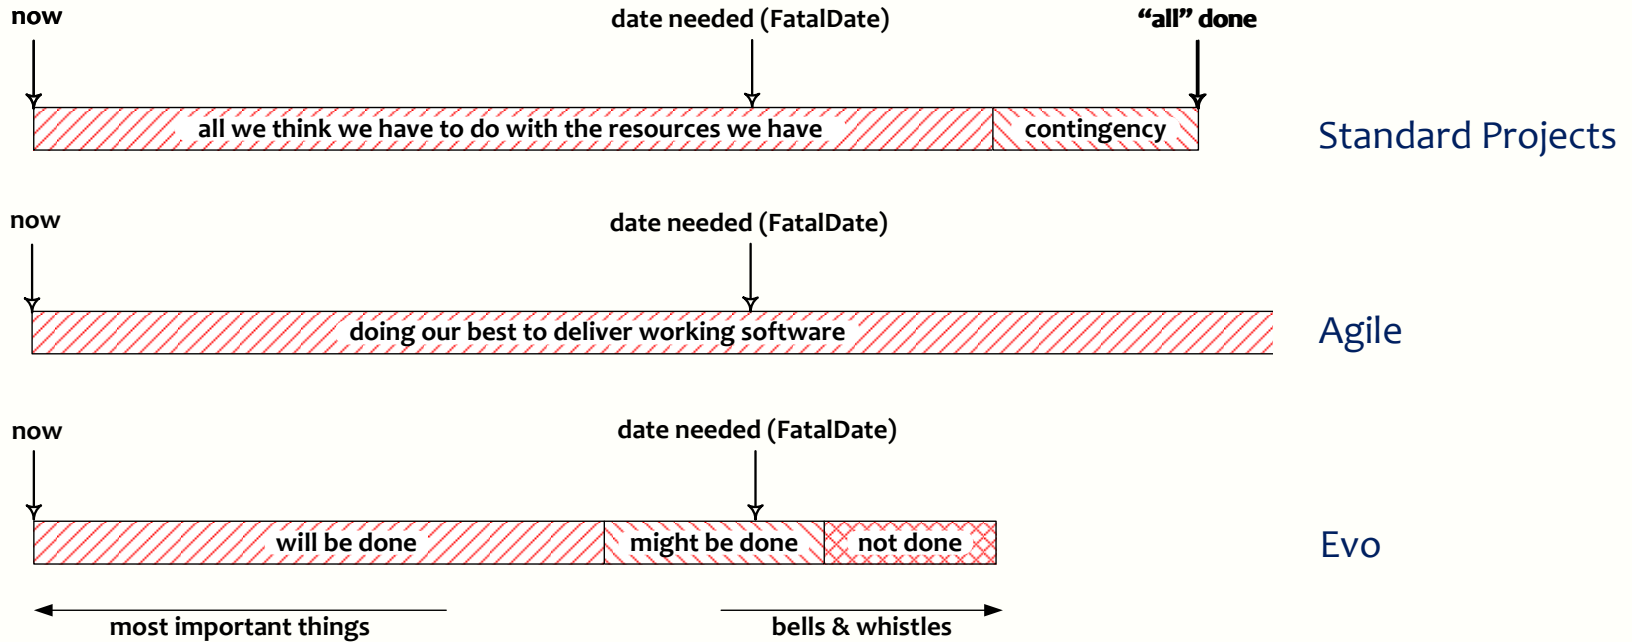 now
date needed (FatalDate)
“all” done
all we think we have to do with the resources we have
contingency
Standard Projects
now
date needed (FatalDate)
doing our best to deliver working software
Agile
now
date needed (FatalDate)
will be done
might be done
not done
Evo
most important things
bells & whistles